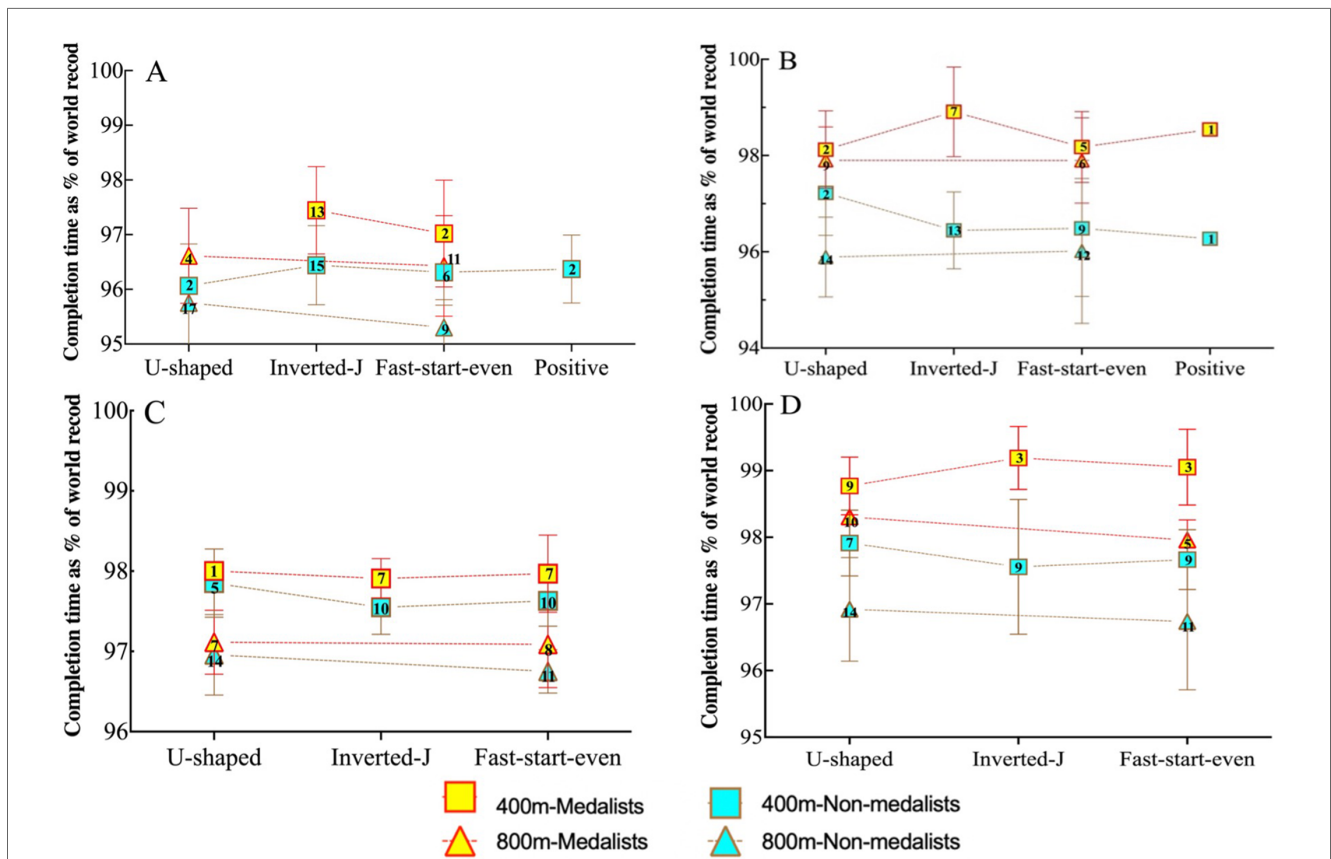 A
Completion time as % of world recod
100
99
98
97
96
95
13
2
4
11
15
6
2
2
17
9
U-shaped
Inverted-J
Fast-start-even
Positive
B
Completion time as % of world recod
100
98
96
94
7
2
5
1
9
6
2
13
9
1
14
12
U-shaped
Inverted-J
Fast-start-even
Positive
C
Completion time as % of world recod
100
99
98
97
96
1
7
7
5
10
10
7
8
14
11
U-shaped
Inverted-J
Fast-start-even
D
Completion time as % of world recod
100
99
98
97
96
95
9
3
3
10
5
7
9
9
14
11
U-shaped
Inverted-J
Fast-start-even
400m-Medalists
400m-Non-medalists
800m-Medalists
800m-Non-medalists